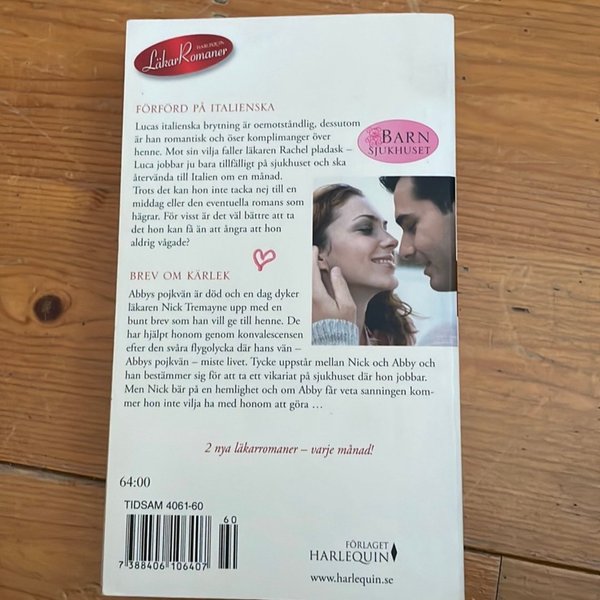 HARLEQUIN
LäkarRomaner
FÖRFÖRD PÅ ITALIENSKA
Lucas italienska brytning är oemotståndlig, dessutom
är han romantisk och öser komplimanger över
henne. Mot sin vilja faller läkaren Rachel pladask –
Luca jobbar ju bara tillfälligt på sjukhuset och ska
återvända till Italien om en månad.
Trots det kan hon inte tacka nej till en
middag eller den eventuella romans som
hägrar. För visst är det väl bättre att ta
det hon kan få än att ångra att hon
aldrig vågade?
BARN
SJUKHUSET
BREV OM KÄRLEK
Abbys pojkvän är död och en dag dyker
läkaren Nick Tremayne upp med en
bunt brev som han vill ge till henne. De
har hjälpt honom genom konvalescensen
efter den svåra flygolycka där hans vän –
Abbys pojkvän – miste livet. Tycke uppstår mellan Nick och Abby och
han bestämmer sig för att ta ett vikariat på sjukhuset där hon jobbar.
Men Nick bär på en hemlighet och om Abby får veta sanningen kom-
mer hon inte vilja ha med honom att göra …
2 nya läkarromaner – varje månad!
64:00
TIDSAM 4061-60
60
7 388406 106407
FÖRLAGET
HARLEQUIN
www.harlequin.se